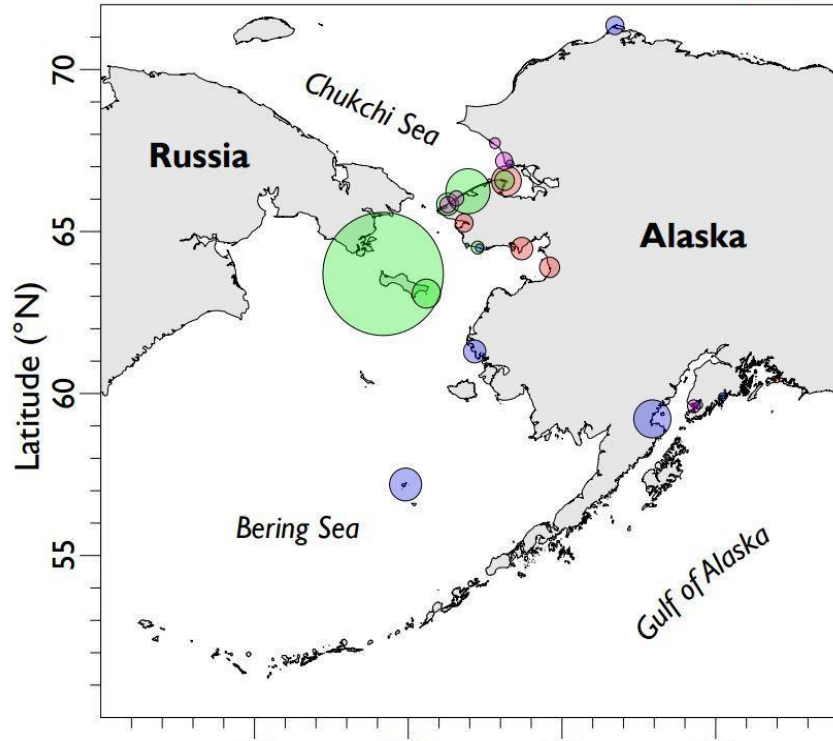 70
Chukchi Sea
Russia
65
Alaska
Latitude (°N)
60
Bering Sea
55
Gulf of Alaska